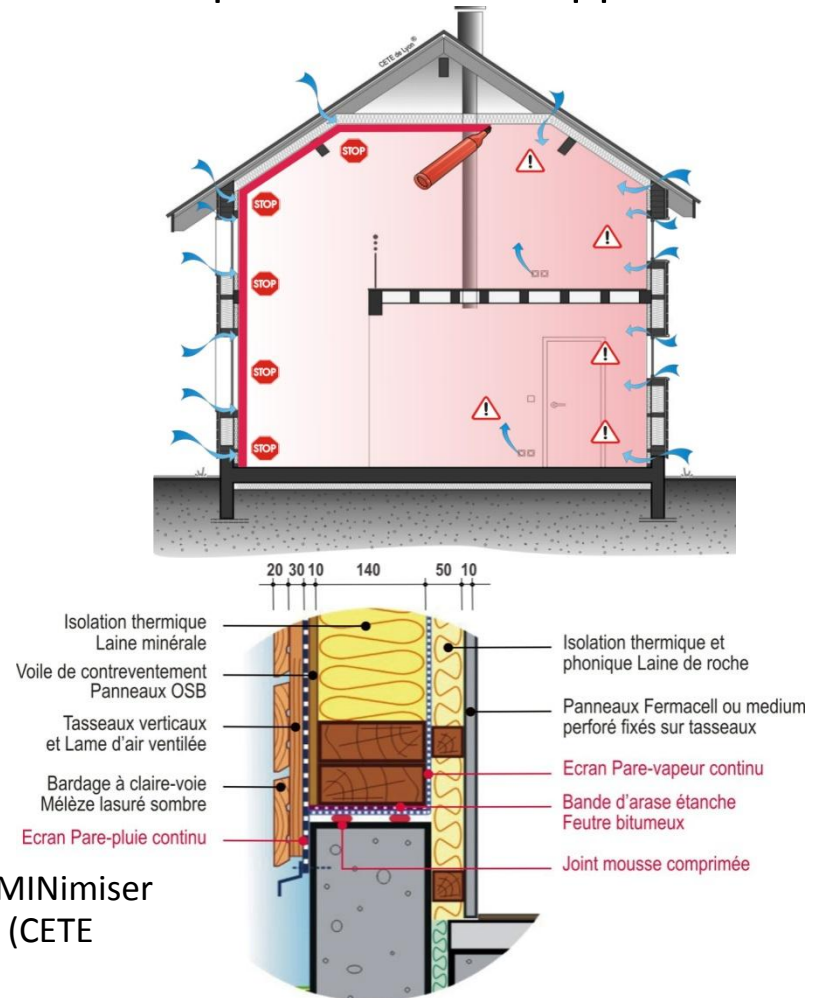 CETE de Lyon®
STOP
STOP
STOP
STOP
STOP
20 30 10 140 50 10
Isolation thermique
Laine minérale
Voile de contreventement
Panneaux OSB
Tasseaux verticaux
et Lame d'air ventilée
Bardage à claire-voie
Mélèze lasuré sombre
Ecran Pare-pluie continu
Isolation thermique et
phonique Laine de roche
Panneaux Fermacell ou medium
perforé fixés sur tasseaux
Ecran Pare-vapeur continu
Bande d'arase étanche
Feutre bitumeux
Joint mousse comprimée
MINimiser
(CETE